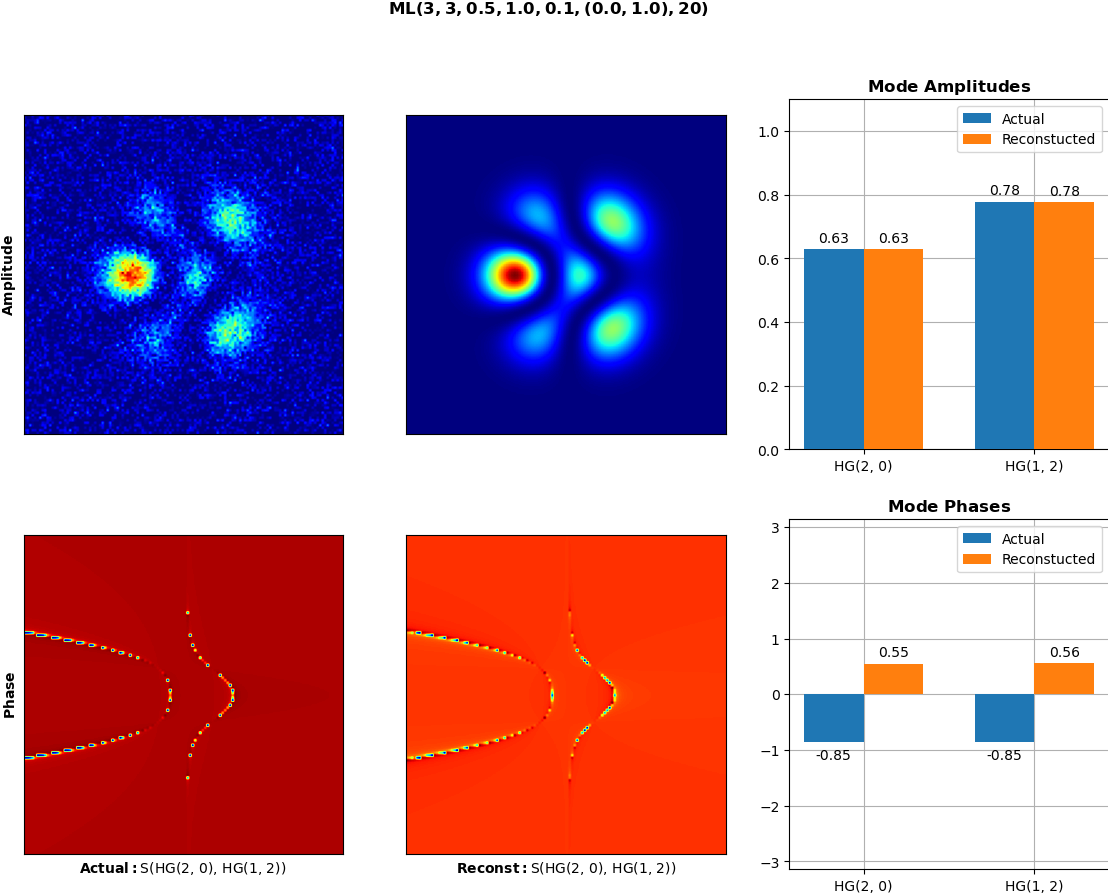 ML(3, 3, 0.5, 1.0, 0.1, (0.0, 1.0), 20)
Amplitude
Mode Amplitudes
Actual
Reconstucted
1.0
0.8
0.6
0.4
0.2
0.0
0.63
0.63
0.78
0.78
HG(2, 0)
HG(1, 2)
Phase
Actual: S(HG(2, 0), HG(1, 2))
Reconst: S(HG(2, 0), HG(1, 2))
Mode Phases
Actual
Reconstucted
3
2
1
0
−1
−2
−3
-0.85
0.55
-0.85
0.56
HG(2, 0)
HG(1, 2)